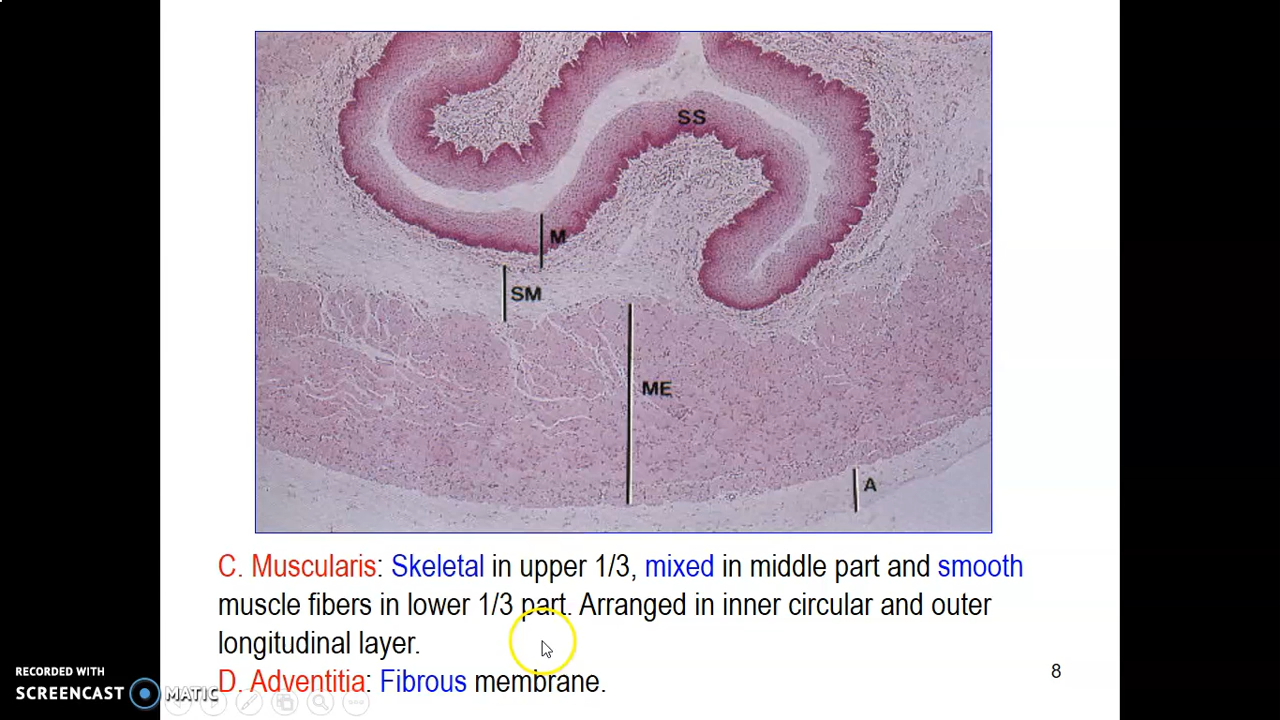 SS
M
SM
ME
A
C. Muscularis: Skeletal in upper 1/3, mixed in middle part and smooth
muscle fibers in lower 1/3 part. Arranged in inner circular and outer
longitudinal layer.
D. Adventitia: Fibrous membrane.
8
RECORDED WITH
SCREENCAST MATIC